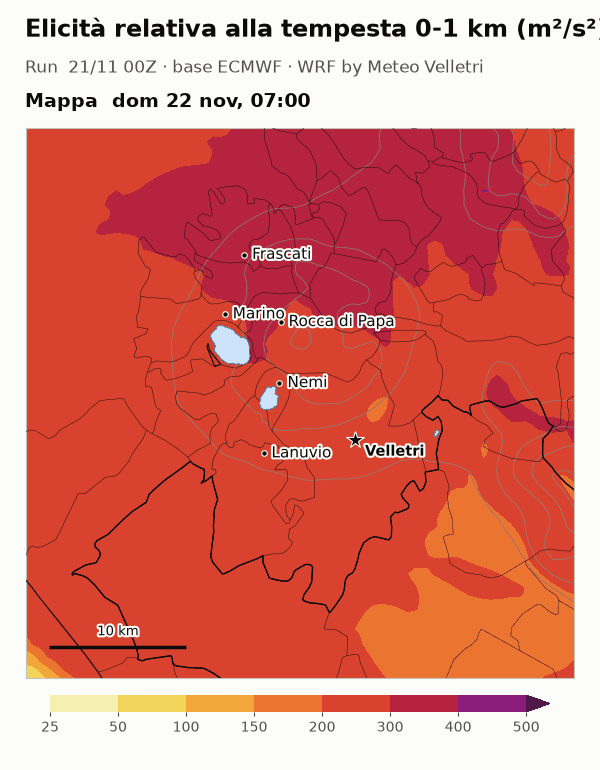 Elicità relativa alla tempesta 0-1 km (m²/s²)
Run 21/11 00Z · base ECMWF · WRF by Meteo Velletri
Mappa dom 22 nov, 07:00
Frascati
Marino
Rocca di Papa
Nemi
Velletri
Lanuvio
10 km
25 50 100 150 200 300 400 500